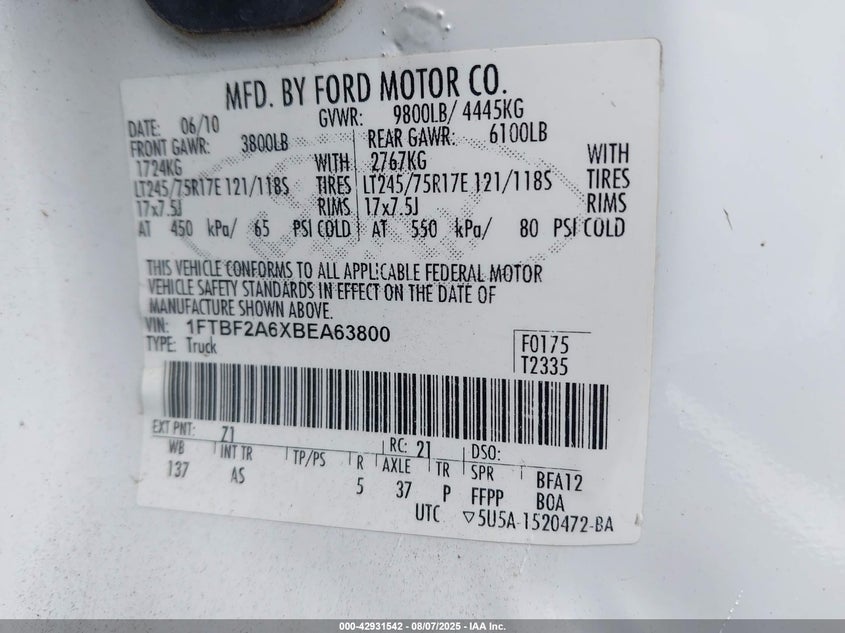 MFD. BY FORD MOTOR CO.
DATE: 06/10 GVWR: 9800LB/ 4445KG
FRONT GAWR: 3800LB REAR GAWR: 6100LB
1724KG WITH 2767KG WITH
LT245/75R17E 121/118S TIRES LT245/75R17E 121/118S TIRES
17x7.5J RIMS 17x7.5J RIMS
AT 450 kPa/ 65 PSI COLD AT 550 kPa/ 80 PSI COLD
THIS VEHICLE CONFORMS TO ALL APPLICABLE FEDERAL MOTOR
VEHICLE SAFETY STANDARDS IN EFFECT ON THE DATE OF
MANUFACTURE SHOWN ABOVE.
VIN: 1FTBF2A6XBEA63800
TYPE: Truck
F0175
T2335
EXT PNT: Z1 RC: 21 DSO:
WB INT TR TP/PS R AXLE TR SPR BFA12
137 AS 5 37 P FFPP BOA
UTC ▽5U5A-1520472-BA
000-42931542 - 08/07/2025 - IAA Inc.